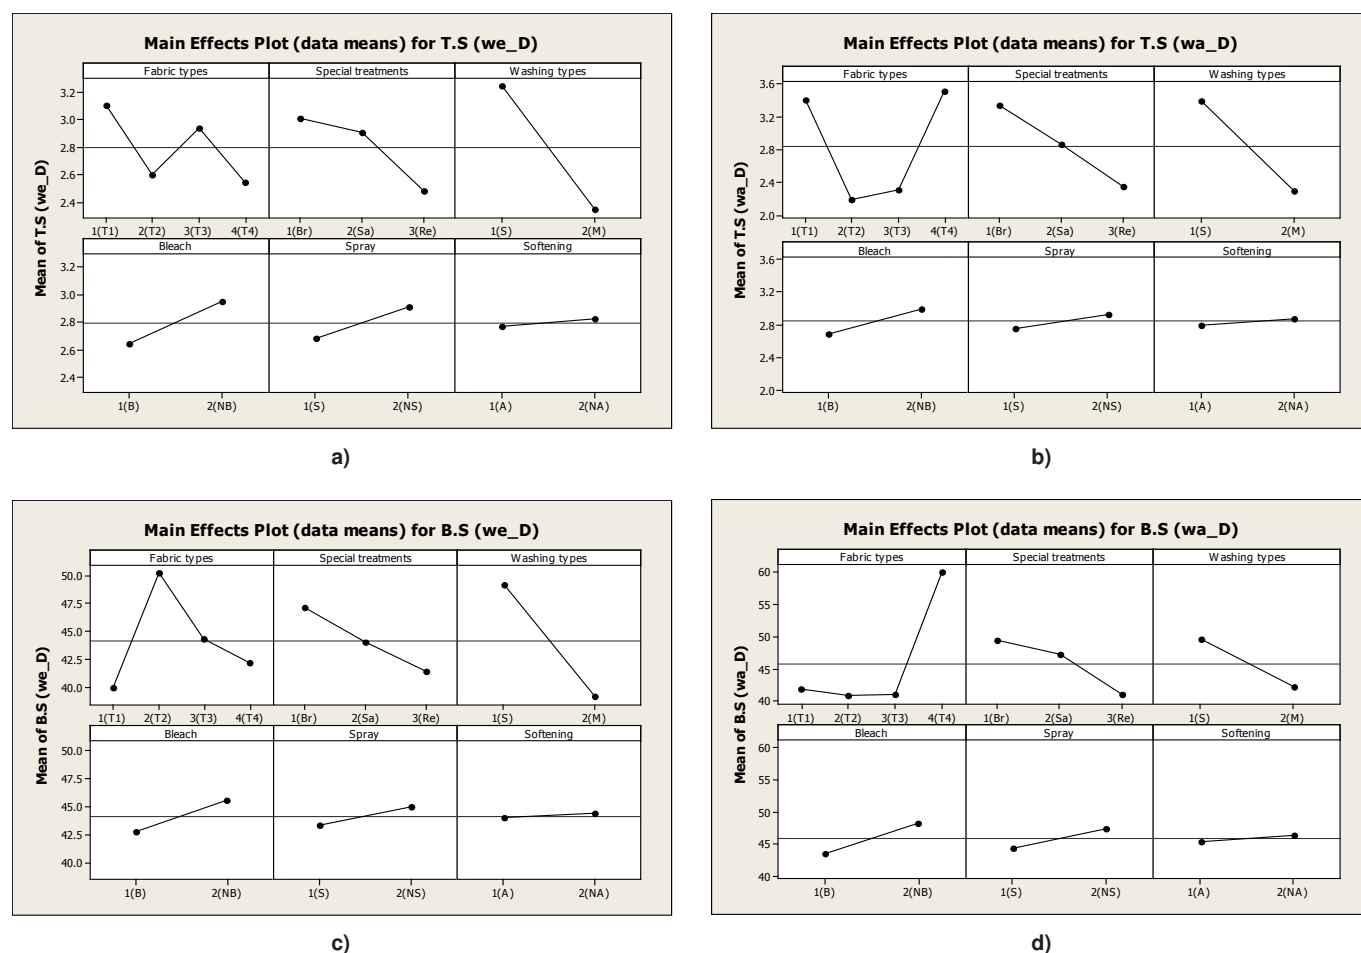 Main Effects Plot (data means) for T.S (we_D)
Mean of T.S (we_D)
Fabric types Special treatments Washing types
3.2
3.0
2.8
2.6
2.4
1(T1) 2(T2) 3(T3) 4(T4) 1(Br) 2(Sa) 3(Re) 1(S) 2(M)
Bleach Spray Softening
3.2
3.0
2.8
2.6
2.4
1(B) 2(NB) 1(S) 2(NS) 1(A) 2(NA)
a)
Main Effects Plot (data means) for T.S (wa_D)
Mean of T.S (wa_D)
Fabric types Special treatments Washing types
3.6
3.2
2.8
2.4
2.0
1(T1) 2(T2) 3(T3) 4(T4) 1(Br) 2(Sa) 3(Re) 1(S) 2(M)
Bleach Spray Softening
3.6
3.2
2.8
2.4
2.0
1(B) 2(NB) 1(S) 2(NS) 1(A) 2(NA)
b)
Main Effects Plot (data means) for B.S (we_D)
Mean of B.S (we_D)
Fabric types Special treatments Washing types
50.0
47.5
45.0
42.5
40.0
1(T1) 2(T2) 3(T3) 4(T4) 1(Br) 2(Sa) 3(Re) 1(S) 2(M)
Bleach Spray Softening
50.0
47.5
45.0
42.5
40.0
1(B) 2(NB) 1(S) 2(NS) 1(A) 2(NA)
c)
Main Effects Plot (data means) for B.S (wa_D)
Mean of B.S (wa_D)
Fabric types Special treatments Washing types
60
55
50
45
40
1(T1) 2(T2) 3(T3) 4(T4) 1(Br) 2(Sa) 3(Re) 1(S) 2(M)
Bleach Spray Softening
60
55
50
45
40
1(B) 2(NB) 1(S) 2(NS) 1(A) 2(NA)
d)